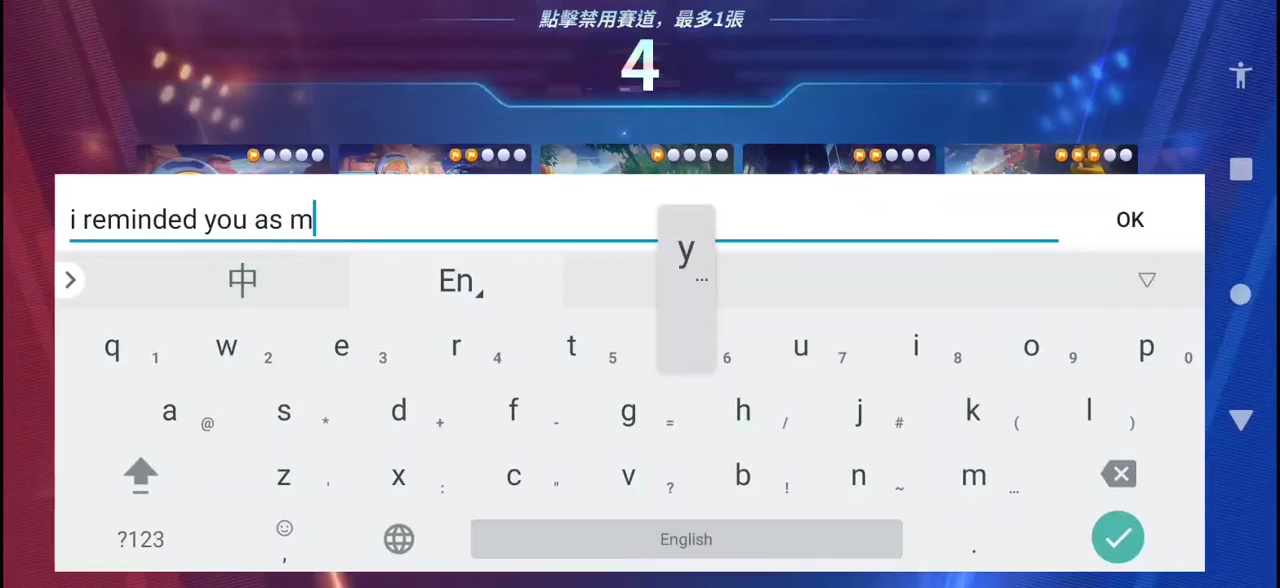 點擊禁用賽道，最多1張
4
i reminded you as m
OK
y
...
中
En
q 1 w 2 e 3 r 4 t 5 6 u 7 i 8 o 9 p 0
a @ s * d + f - g = h / j # k ( l )
z ' x : c " v ? b ! n ~ m ...
?123 , English .